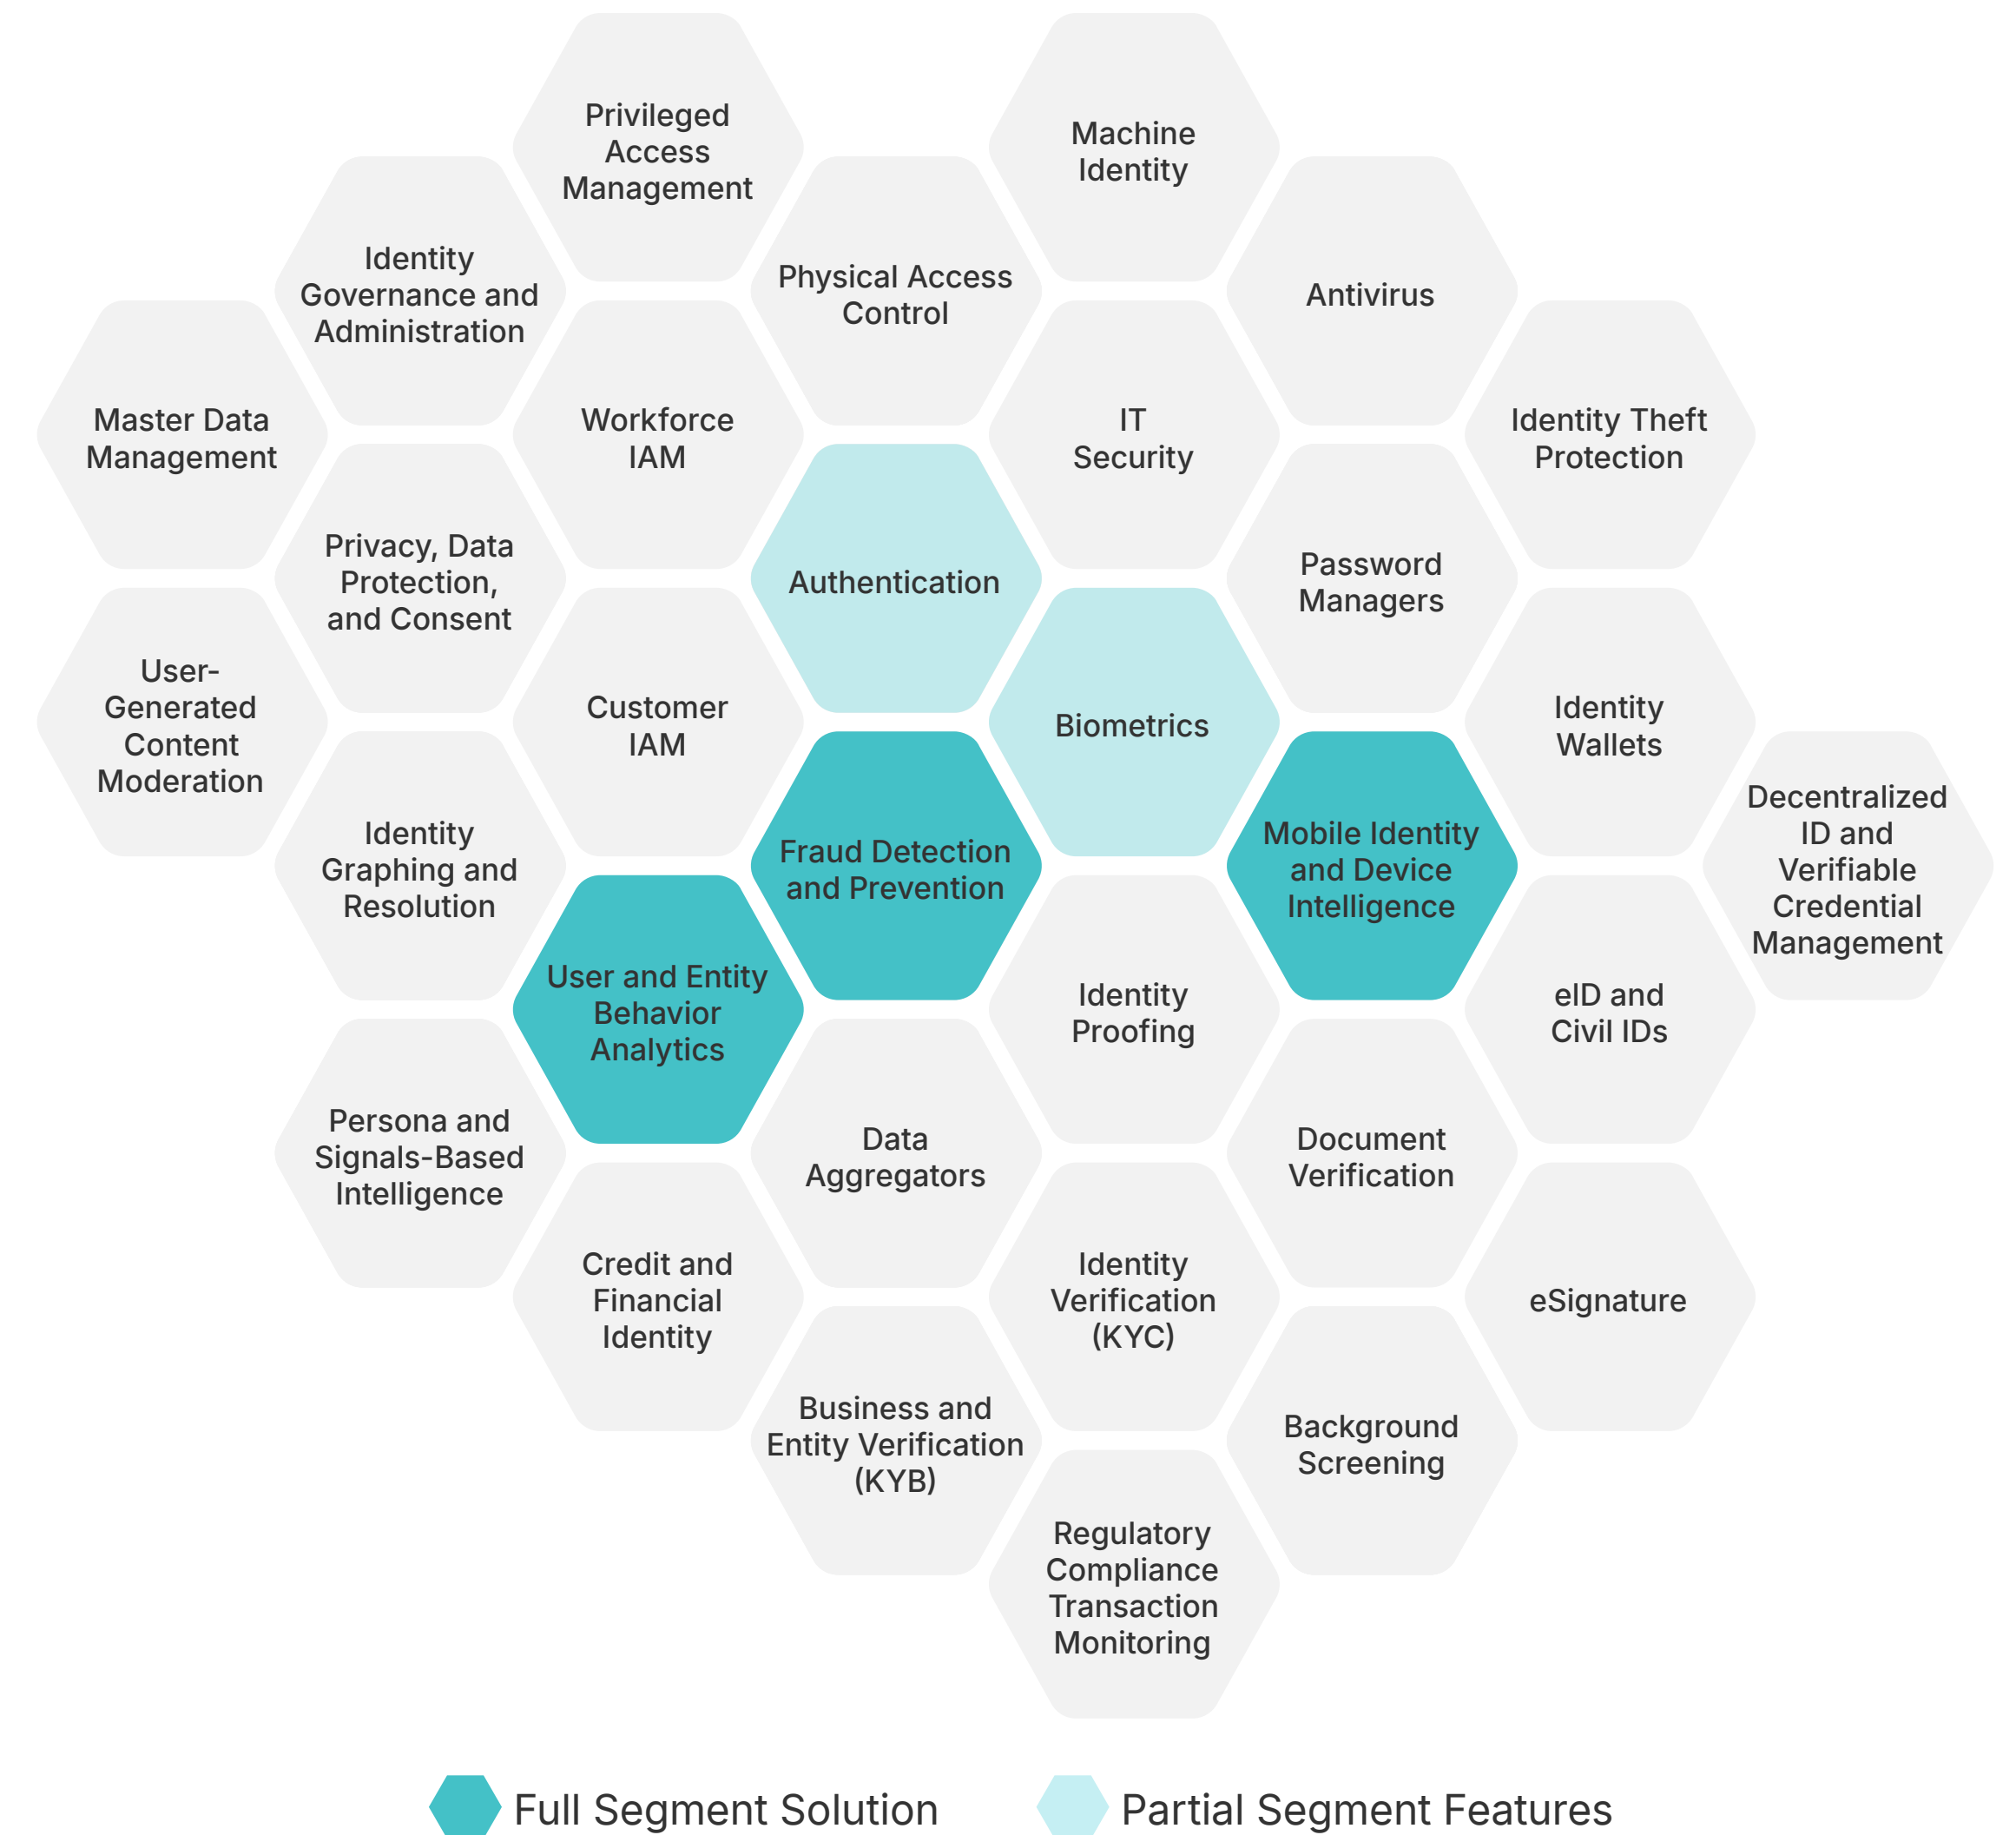 Privileged
Access
Management
Machine
Identity
Identity
Governance and
Administration
Physical Access
Control
Antivirus
Master Data
Management
Workforce
IAM
IT
Security
Identity Theft
Protection
Privacy, Data
Protection,
and Consent
Authentication
Password
Managers
User-
Generated
Content
Moderation
Customer
IAM
Biometrics
Identity
Wallets
Identity
Graphing and
Resolution
Fraud Detection
and Prevention
Mobile Identity
and Device
Intelligence
Decentralized
ID and
Verifiable
Credential
Management
User and Entity
Behavior
Analytics
Identity
Proofing
eID and
Civil IDs
Persona and
Signals-Based
Intelligence
Data
Aggregators
Document
Verification
Credit and
Financial
Identity
Identity
Verification
(KYC)
eSignature
Business and
Entity Verification
(KYB)
Background
Screening
Regulatory
Compliance
Transaction
Monitoring
Full Segment Solution
Partial Segment Features